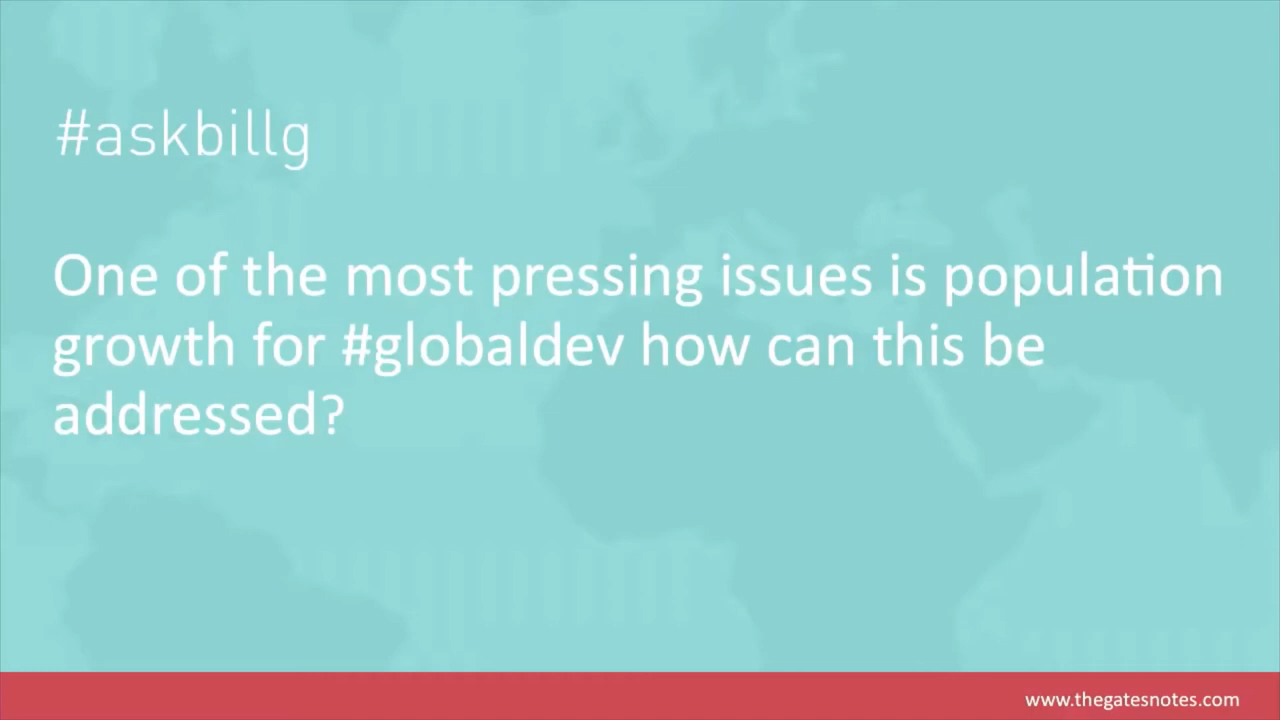 #askbillg
One of the most pressing issues is population
growth for #globaldev how can this be
addressed?
www.thegatesnotes.com